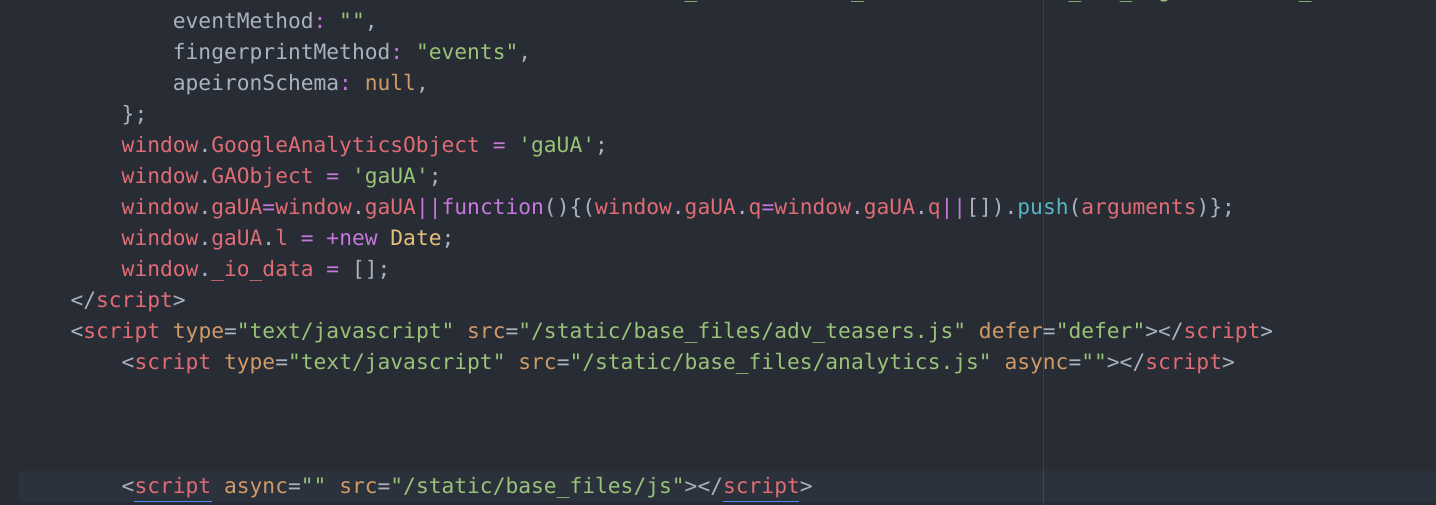 eventMethod: "",
fingerprintMethod: "events",
apeironSchema: null,
};
window.GoogleAnalyticsObject = 'gaUA';
window.GAObject = 'gaUA';
window.gaUA=window.gaUA||function(){(window.gaUA.q=window.gaUA.q||[]).push(arguments)};
window.gaUA.l = +new Date;
window._io_data = [];
</script>
<script type="text/javascript" src="/static/base_files/adv_teasers.js" defer="defer"></script>
<script type="text/javascript" src="/static/base_files/analytics.js" async=""></script>
<script async="" src="/static/base_files/js"></script>